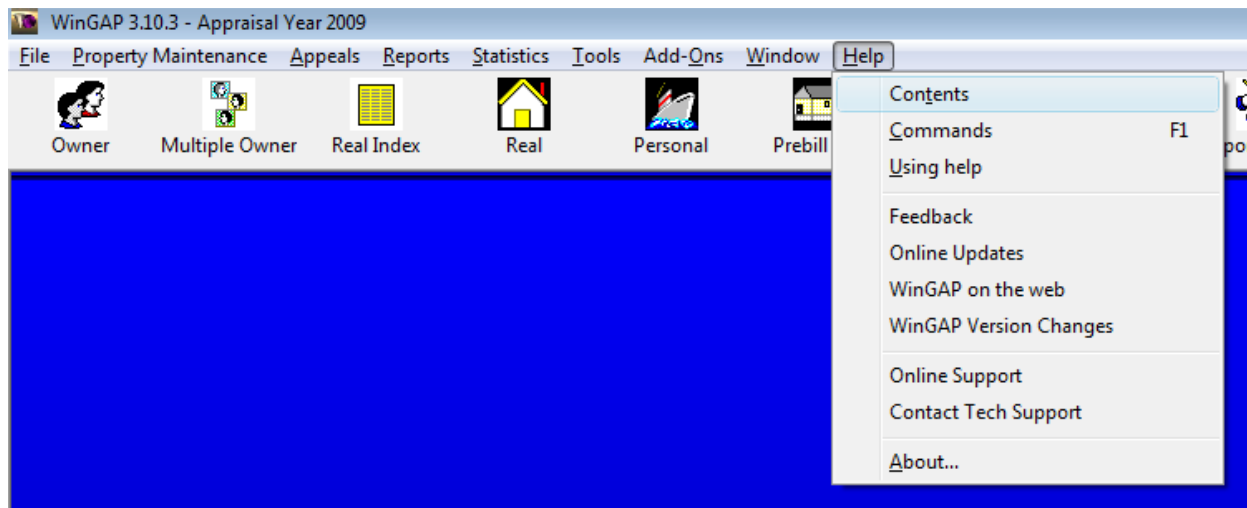 WinGAP 3.10.3 - Appraisal Year 2009
File Property Maintenance Appeals Reports Statistics Tools Add-Ons Window Help
Owner Multiple Owner Real Index Real Personal Prebill
Contents
Commands F1
Using help
Feedback
Online Updates
WinGAP on the web
WinGAP Version Changes
Online Support
Contact Tech Support
About...